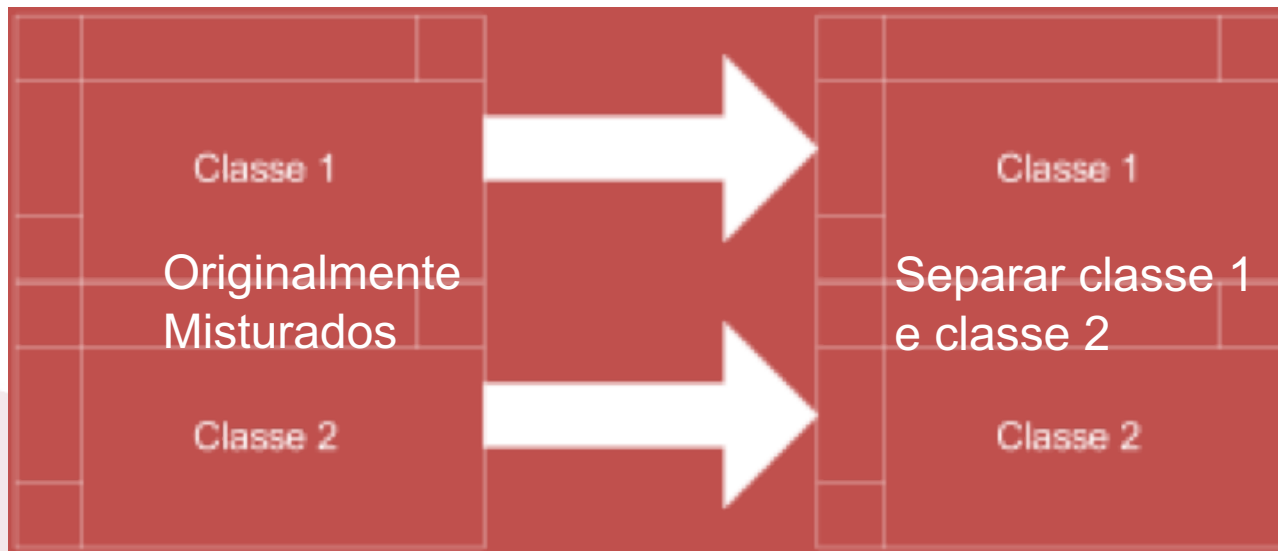 Classe 1
Originalmente
Misturados
Classe 2
Classe 1
Separar classe 1
e classe 2
Classe 2